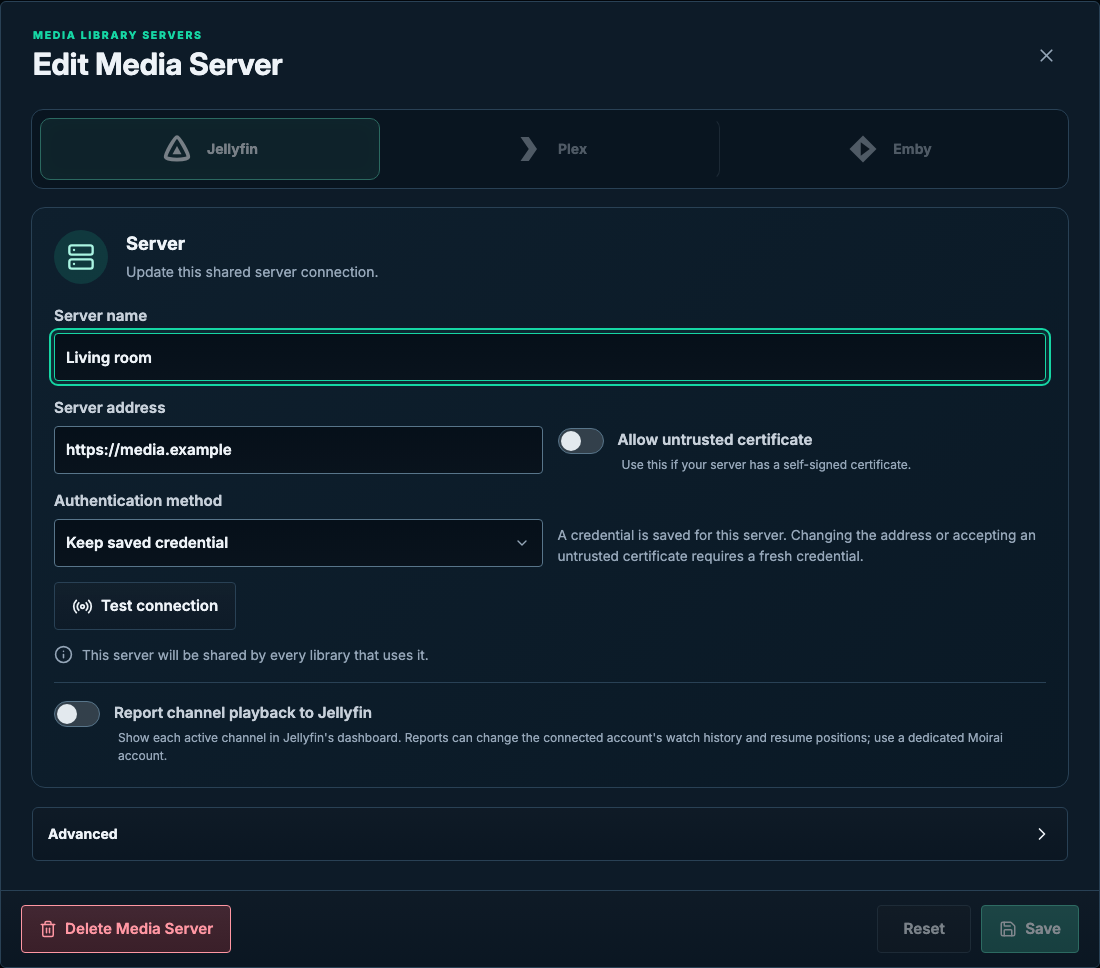 MEDIA LIBRARY SERVERS
Edit Media Server
Jellyfin
Plex
Emby
Server
Update this shared server connection.
Server name
Living room
Server address
https://media.example
Allow untrusted certificate
Use this if your server has a self-signed certificate.
Authentication method
Keep saved credential
A credential is saved for this server. Changing the address or accepting an
untrusted certificate requires a fresh credential.
Test connection
This server will be shared by every library that uses it.
Report channel playback to Jellyfin
Show each active channel in Jellyfin's dashboard. Reports can change the connected account's watch history and resume positions; use a dedicated Moirai
account.
Advanced
Delete Media Server
Reset
Save